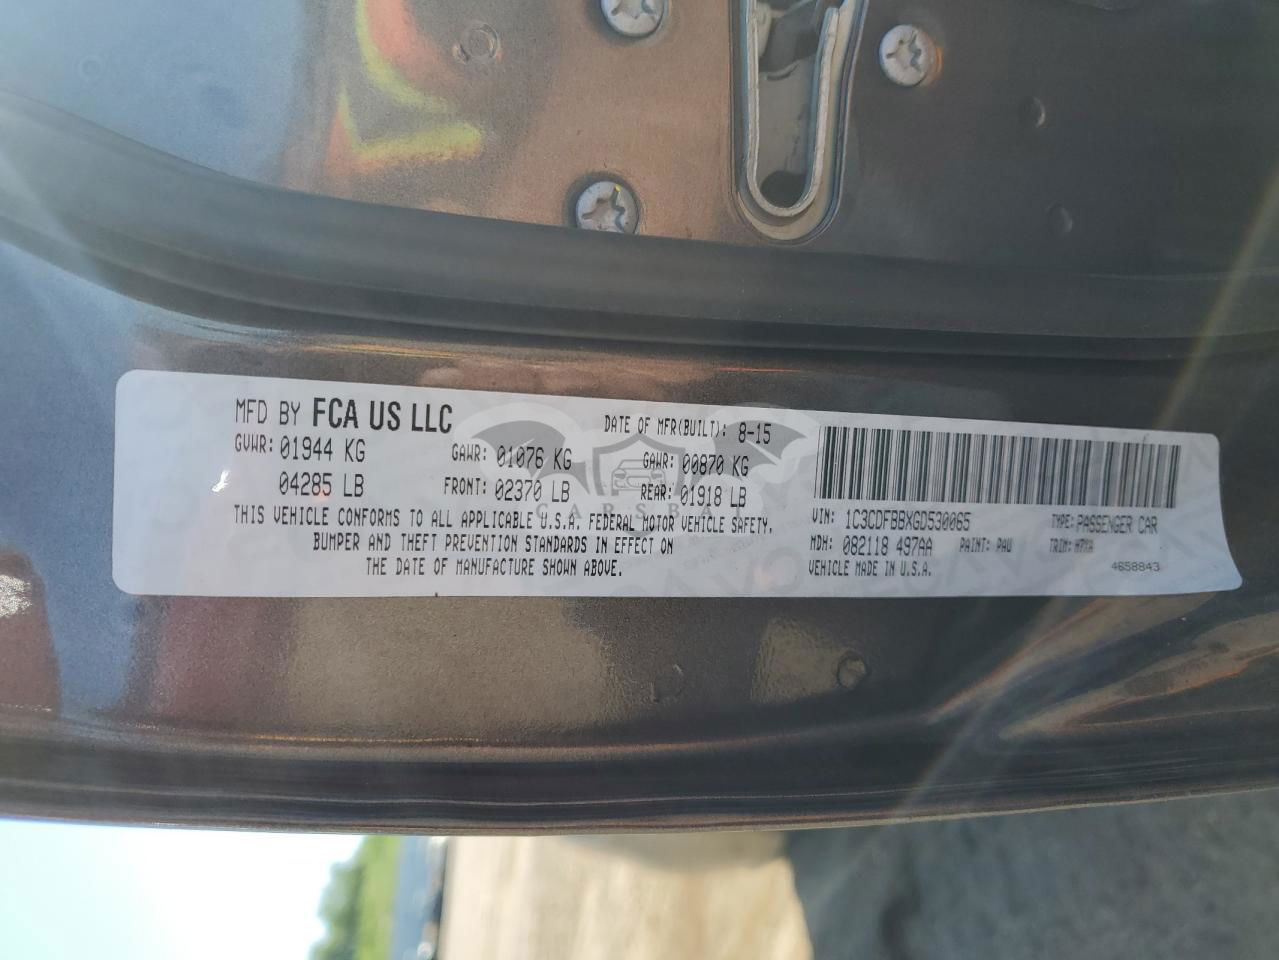 MFD BY FCA US LLC DATE OF MFR(BUILT): 8-15
GVWR: 01944 KG GAWR: 01076 KG GAWR: 00870 KG
04285 LB FRONT: 02370 LB REAR: 01918 LB
THIS VEHICLE CONFORMS TO ALL APPLICABLE U.S.A. FEDERAL MOTOR VEHICLE SAFETY,
BUMPER AND THEFT PREVENTION STANDARDS IN EFFECT ON
THE DATE OF MANUFACTURE SHOWN ABOVE.
VIN: 1C3CDFBBXGD530065 TYPE: PASSENGER CAR
MDH: 082118 497AA PAINT: PAU TRIM:
VEHICLE MADE IN U.S.A. 4658843
CARSBAT